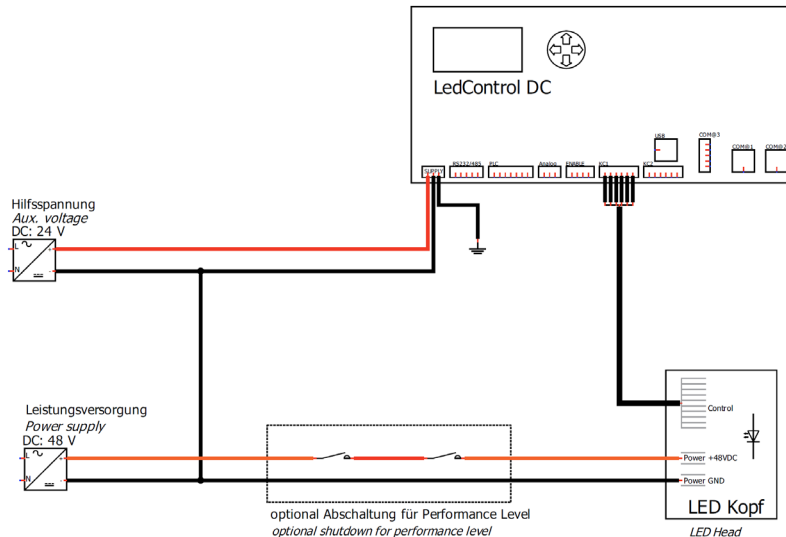 LedControl DC
USB
COM@3
COM@1
COM@2
SUPPLY
RS232/485
PLC
Analog
ENABLE
KC1
KC2
Hilfsspannung
Aux. voltage
DC: 24 V
L
N
Leistungsversorgung
Power supply
DC: 48 V
L
N
Control
Power +48VDC
Power GND
LED Kopf
LED Head
optional Abschaltung für Performance Level
optional shutdown for performance level